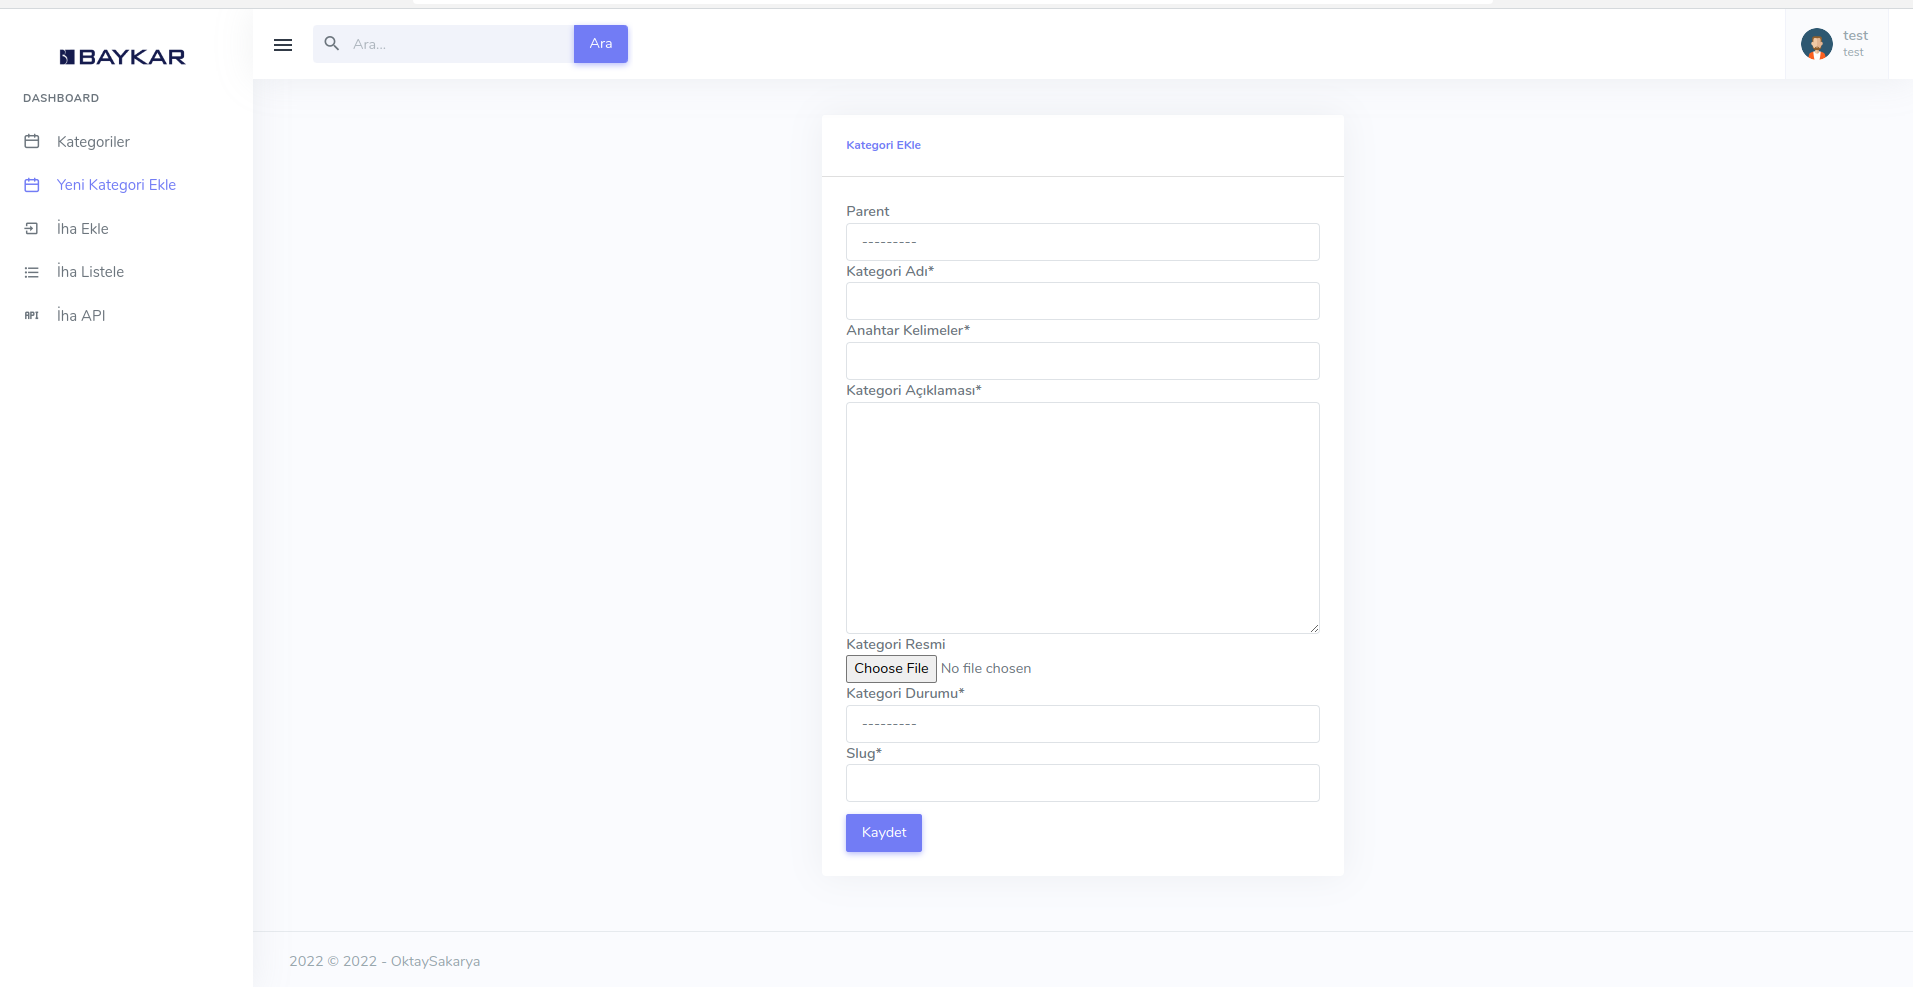 BAYKAR
DASHBOARD
Kategoriler
Yeni Kategori Ekle
İha Ekle
İha Listele
API İha API
Ara...
Ara
test
test
Kategori EKle
Parent
---------
Kategori Adı*
Anahtar Kelimeler*
Kategori Açıklaması*
Kategori Resmi
Choose File No file chosen
Kategori Durumu*
---------
Slug*
Kaydet
2022 © 2022 - OktaySakarya